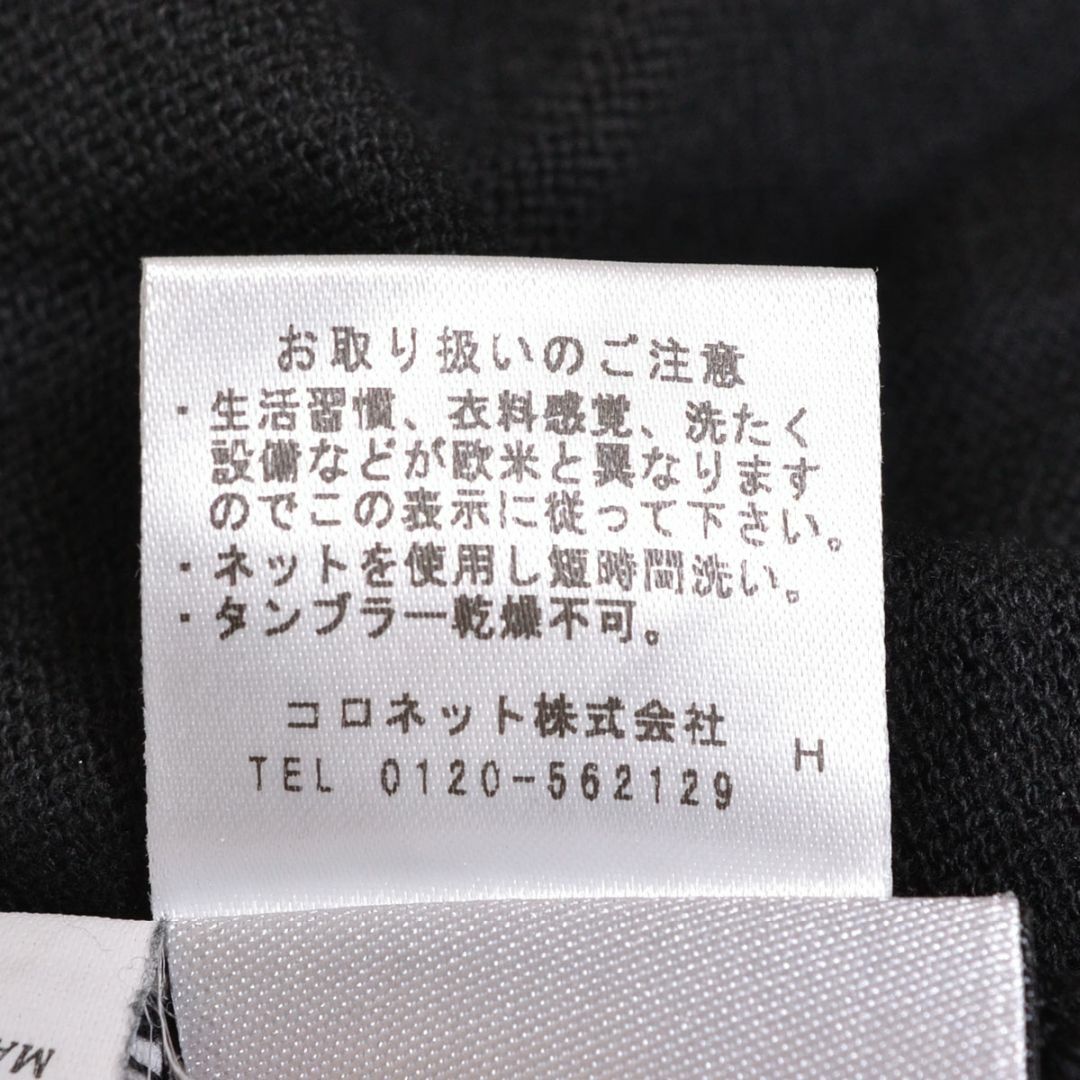 お取り扱いのご注意
・生活習慣、衣料感覚、洗たく
設備などが欧米と異なります
のでこの表示に従って下さい。
・ネットを使用し短時間洗い。
・タンブラー乾燥不可。
コロネット株式会社
H
TEL 0120-562129
MA